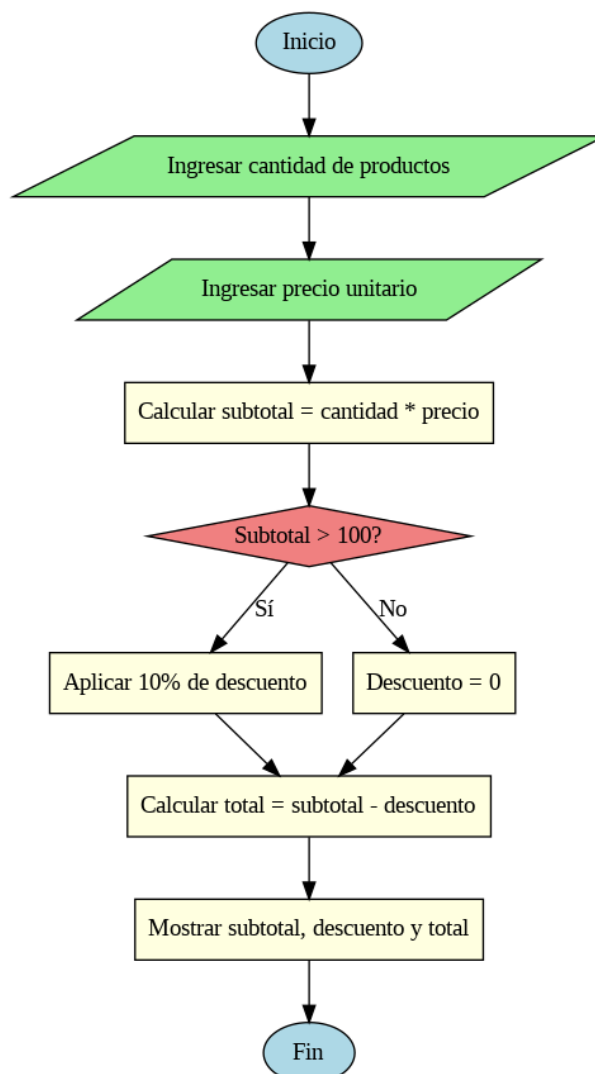 Inicio
Ingresar cantidad de productos
Ingresar precio unitario
Calcular subtotal = cantidad * precio
Subtotal > 100?
Sí
No
Aplicar 10% de descuento
Descuento = 0
Calcular total = subtotal - descuento
Mostrar subtotal, descuento y total
Fin